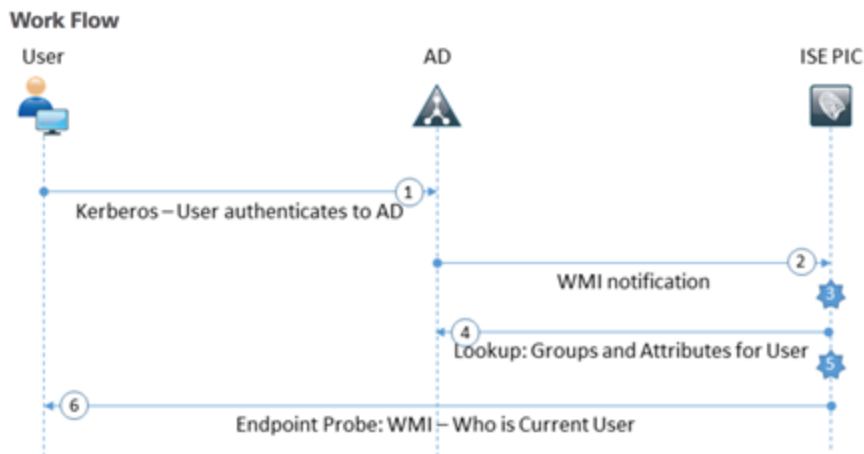 Work Flow
User AD ISE PIC
1
Kerberos – User authenticates to AD
2
WMI notification
3
4
Lookup: Groups and Attributes for User
5
6
Endpoint Probe: WMI – Who is Current User